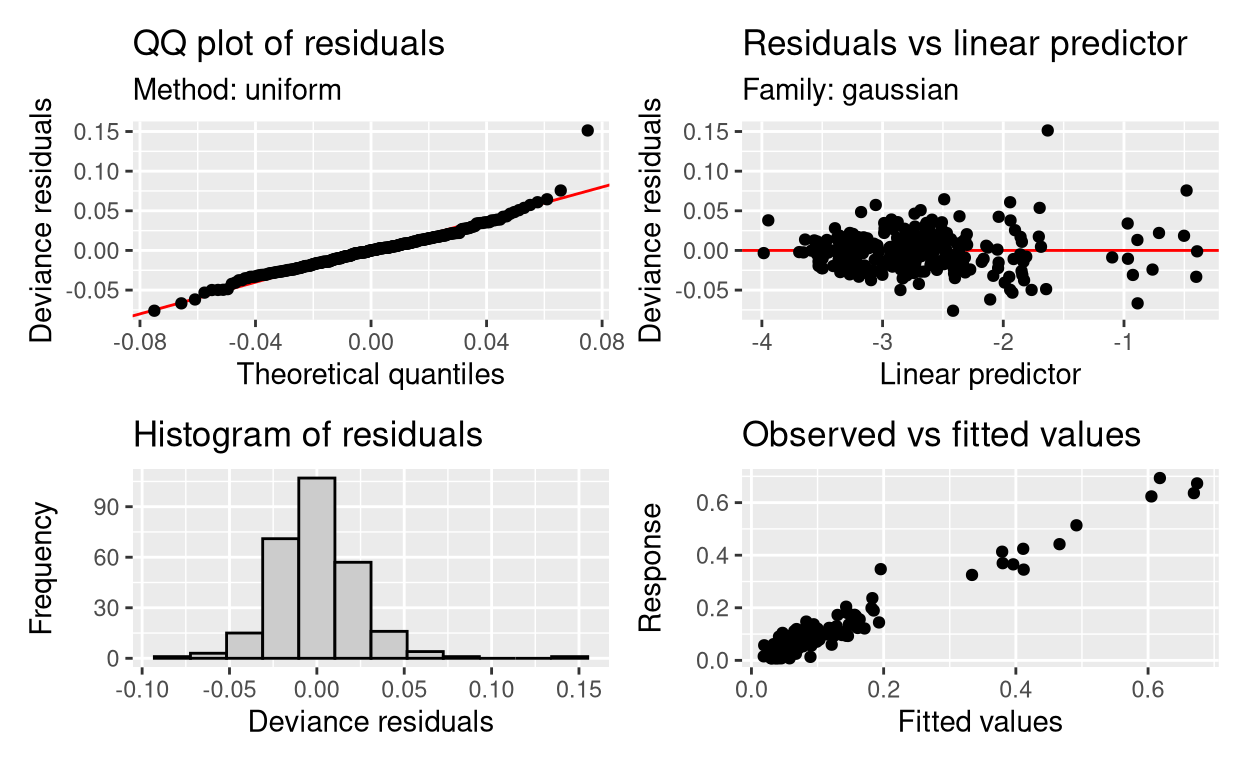 QQ plot of residuals
Method: uniform
Deviance residuals
0.15
0.10
0.05
0.00
-0.05
-0.08
-0.04
0.00
0.04
0.08
Theoretical quantiles
Residuals vs linear predictor
Family: gaussian
Deviance residuals
0.15
0.10
0.05
0.00
-0.05
-4
-3
-2
-1
Linear predictor
Histogram of residuals
Frequency
90
60
30
0
-0.10
-0.05
0.00
0.05
0.10
0.15
Deviance residuals
Observed vs fitted values
Response
0.6
0.4
0.2
0.0
0.0
0.2
0.4
0.6
Fitted values